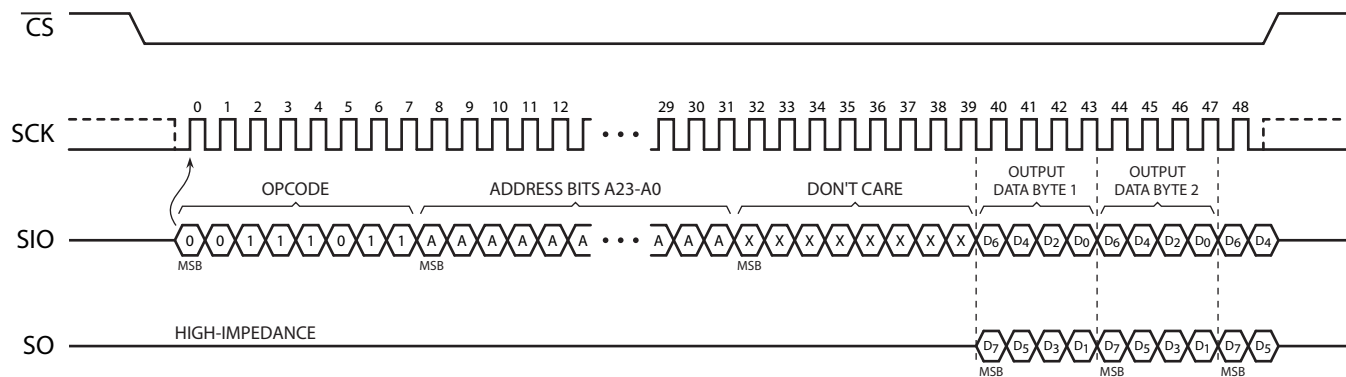 CS
0 1 2 3 4 5 6 7 8 9 10 11 12 29 30 31 32 33 34 35 36 37 38 39 40 41 42 43 44 45 46 47 48
SCK • • •
OPCODE ADDRESS BITS A23-A0 DON'T CARE OUTPUT DATA BYTE 1 OUTPUT DATA BYTE 2
SIO 0 0 1 1 1 0 1 1 A A A A A A • • • A A A X X X X X X X X D6 D4 D2 D0 D6 D4 D2 D0 D6 D4
MSB MSB MSB
HIGH-IMPEDANCE
SO D7 D5 D3 D1 D7 D5 D3 D1 D7 D5
MSB MSB MSB